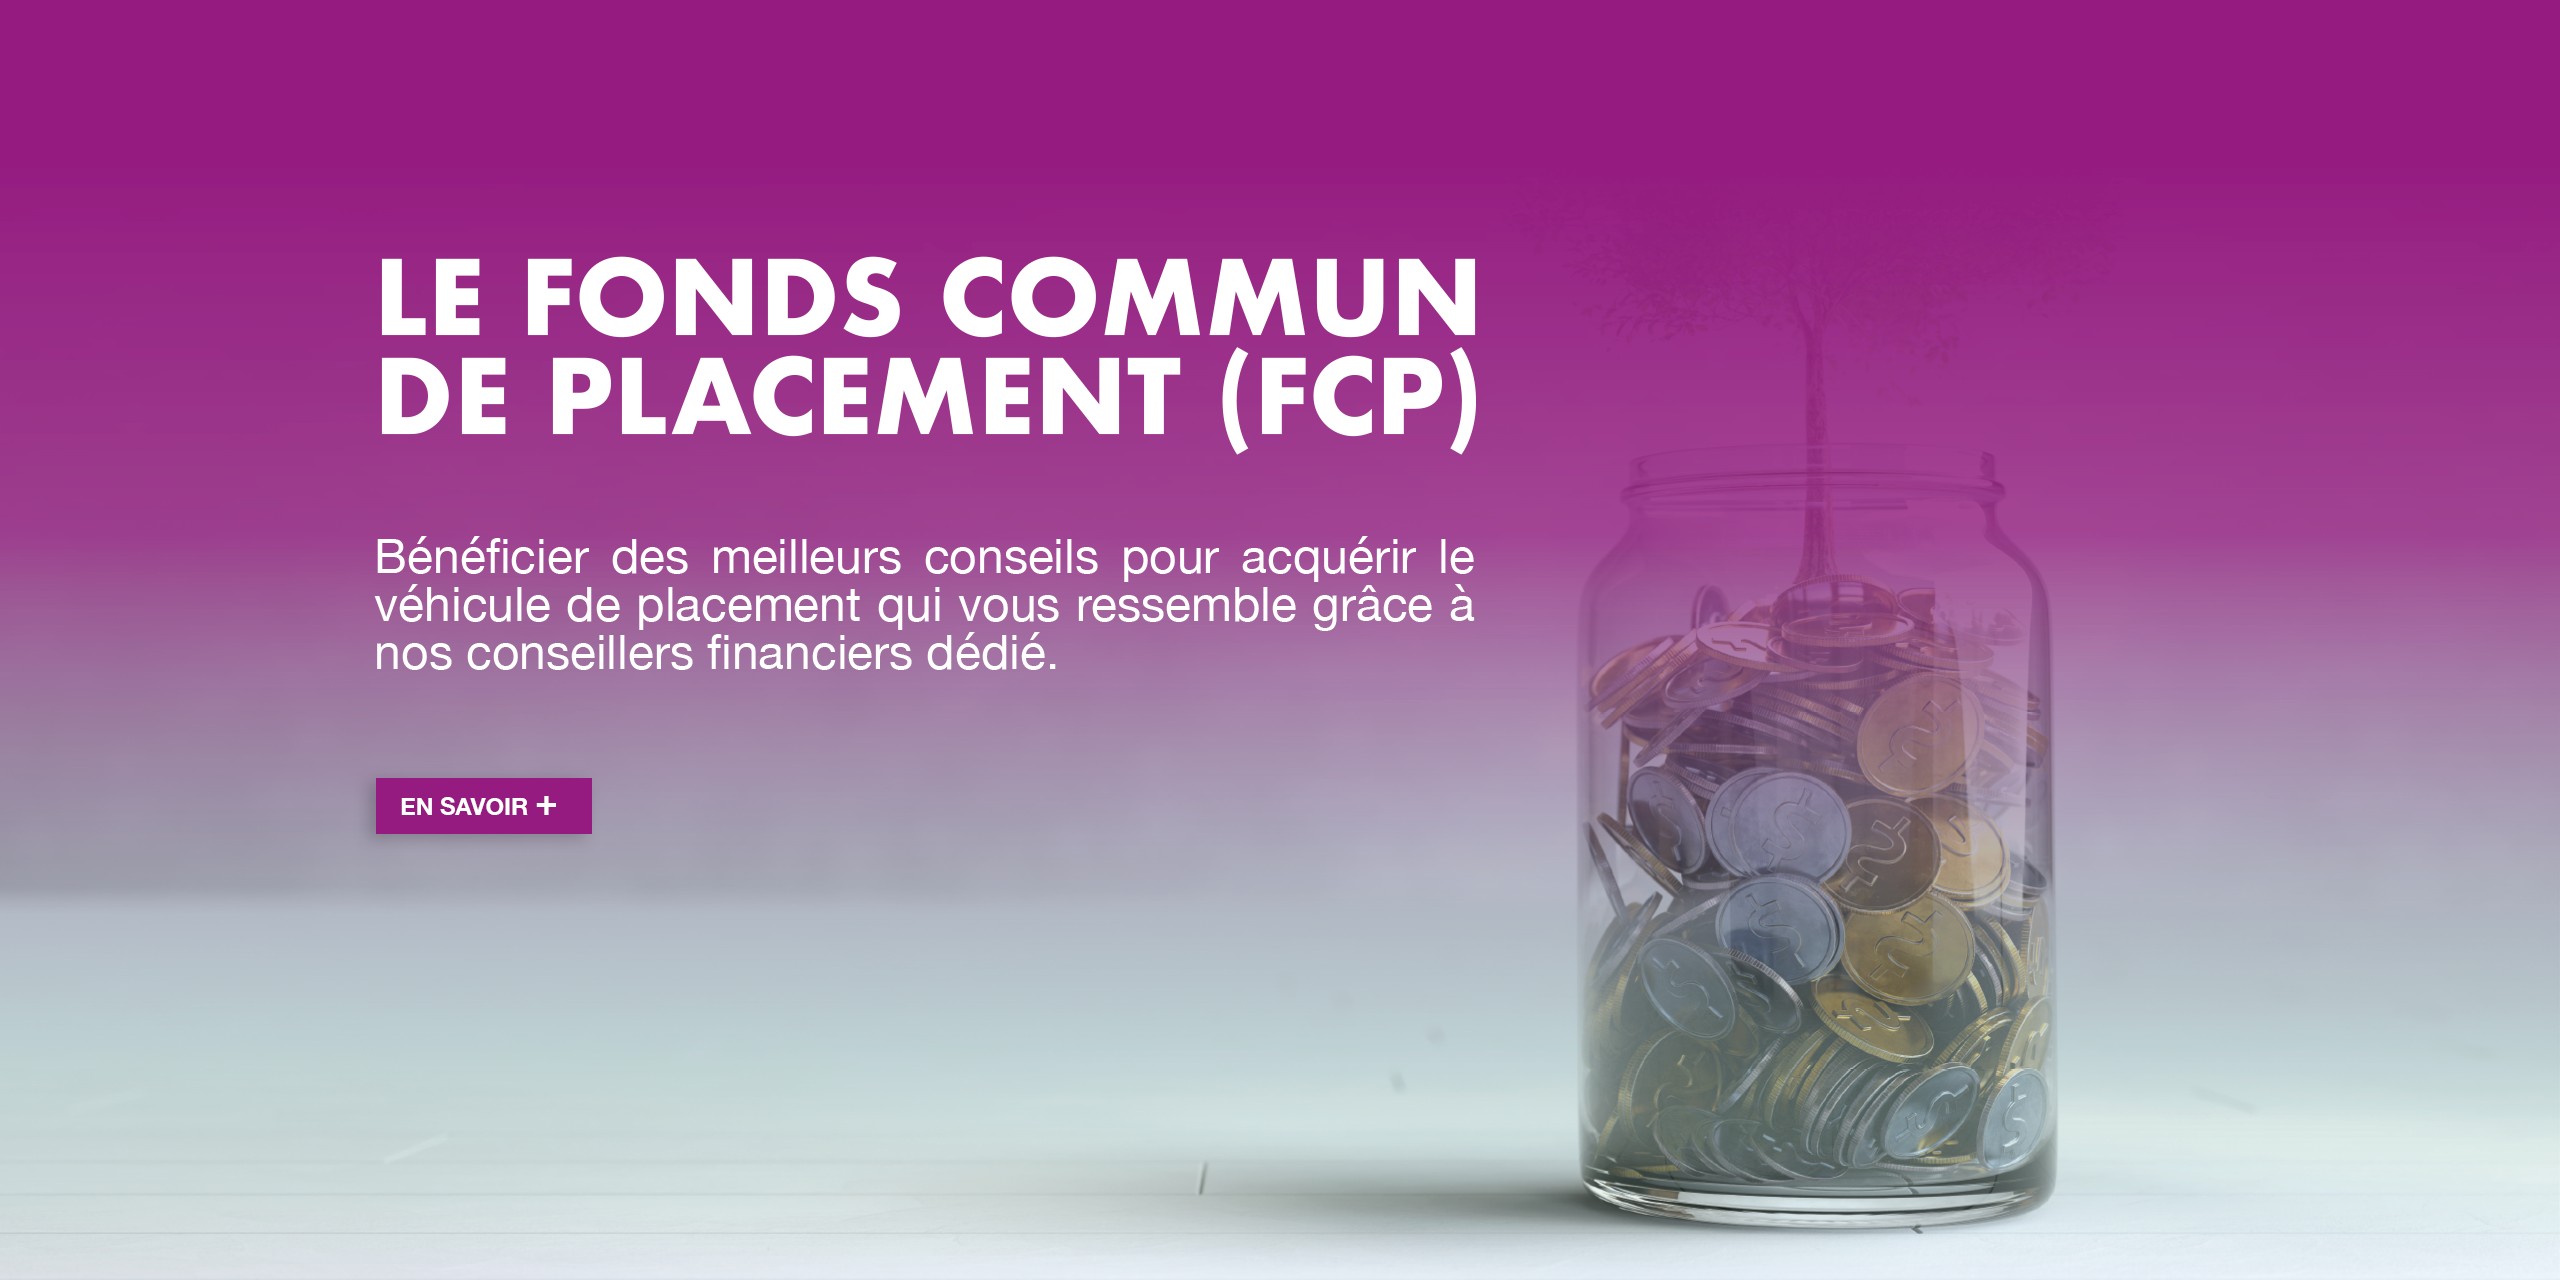 LE FONDS COMMUN
DE PLACEMENT (FCP)
Bénéficier des meilleurs conseils pour acquérir le
véhicule de placement qui vous ressemble grâce à
nos conseillers financiers dédié.
EN SAVOIR +